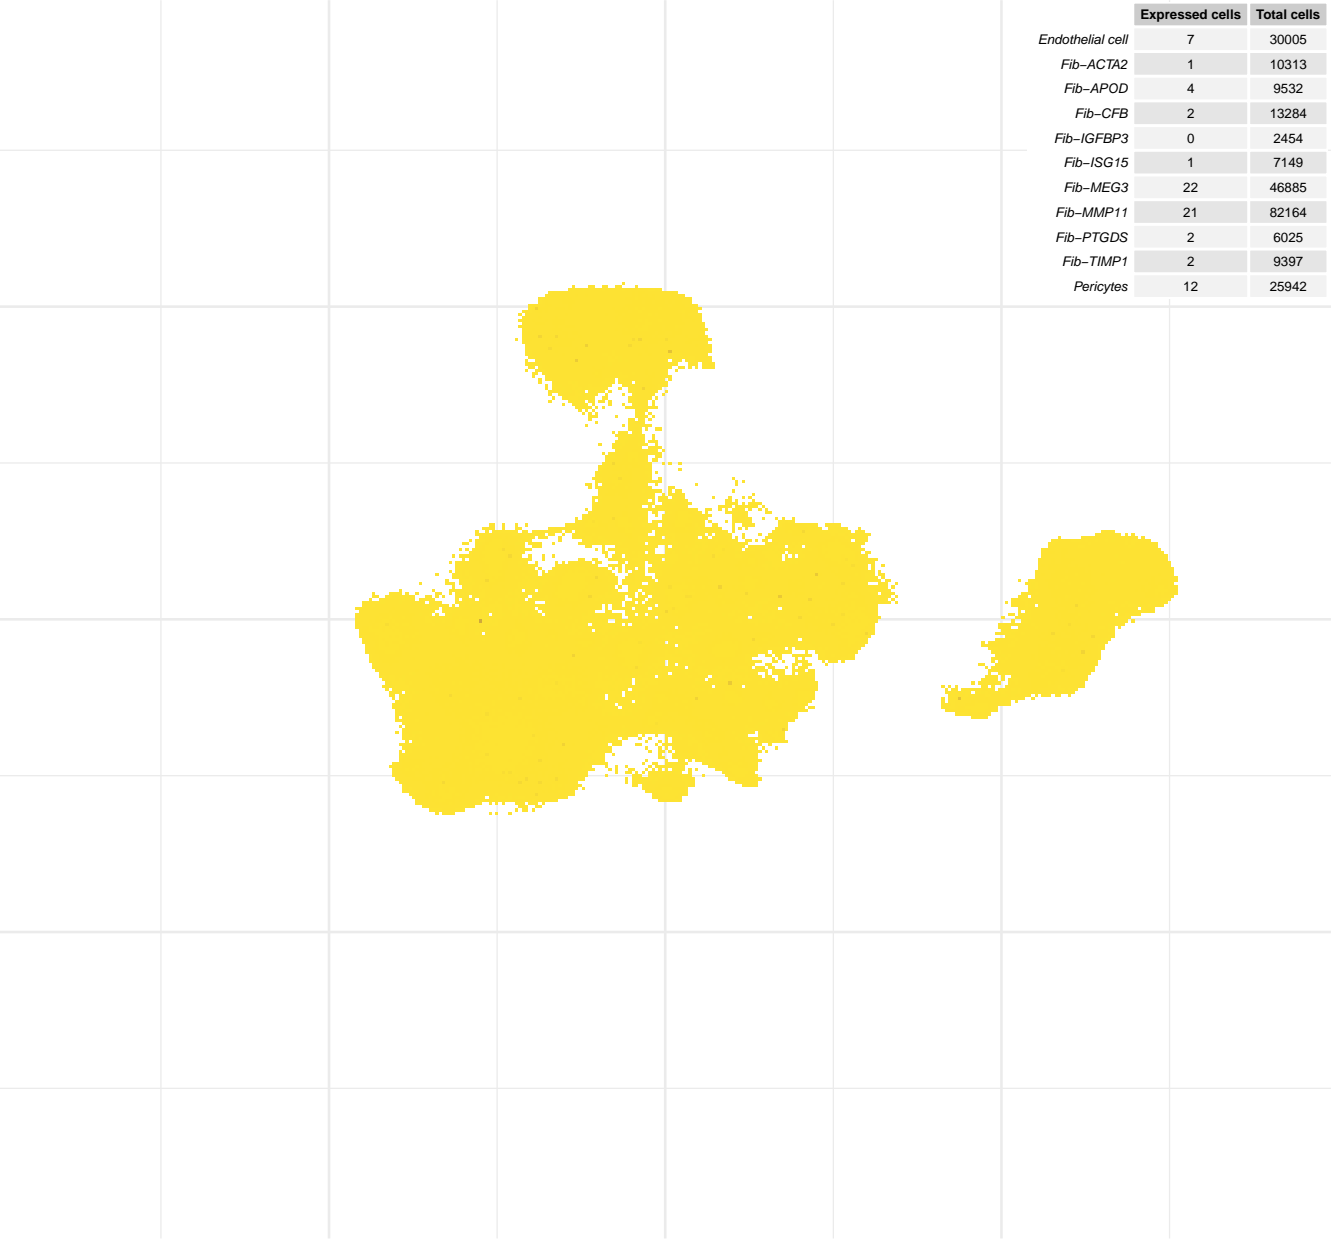 Expressed cells Total cells
Endothelial cell 7 30005
Fib−ACTA2 1 10313
Fib−APOD 4 9532
Fib−CFB 2 13284
Fib−IGFBP3 0 2454
Fib−ISG15 1 7149
Fib−MEG3 22 46885
Fib−MMP11 21 82164
Fib−PTGDS 2 6025
Fib−TIMP1 2 9397
Pericytes 12 25942